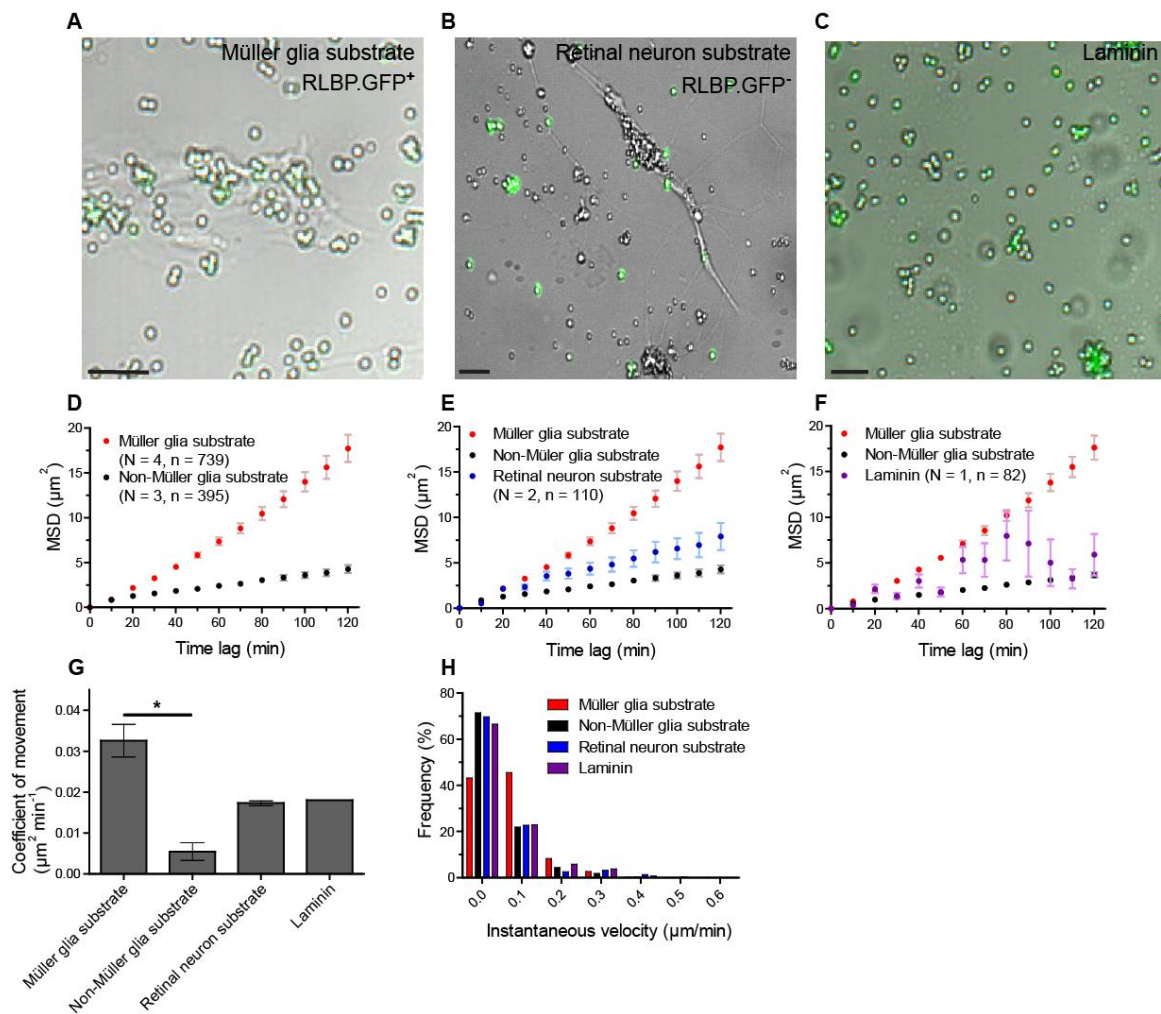 A
Müller glia substrate
RLBP.GFP⁺
B
Retinal neuron substrate
RLBP.GFP⁻
C
Laminin
D
20
15
10
5
0
MSD (µm²)
Müller glia substrate
(N = 4, n = 739)
Non-Müller glia substrate
(N = 3, n = 395)
0 20 40 60 80 100 120
Time lag (min)
E
20
15
10
5
0
MSD (µm²)
Müller glia substrate
Non-Müller glia substrate
Retinal neuron substrate
(N = 2, n = 110)
0 20 40 60 80 100 120
Time lag (min)
F
20
15
10
5
0
MSD (µm²)
Müller glia substrate
Non-Müller glia substrate
Laminin (N = 1, n = 82)
0 20 40 60 80 100 120
Time lag (min)
G
Coefficient of movement
(µm² min⁻¹)
0.04
0.03
0.02
0.01
0.00
*
Müller glia substrate
Non-Müller glia substrate
Retinal neuron substrate
Laminin
H
Frequency (%)
80
60
40
20
0
Müller glia substrate
Non-Müller glia substrate
Retinal neuron substrate
Laminin
0.0 0.1 0.2 0.3 0.4 0.5 0.6
Instantaneous velocity (µm/min)